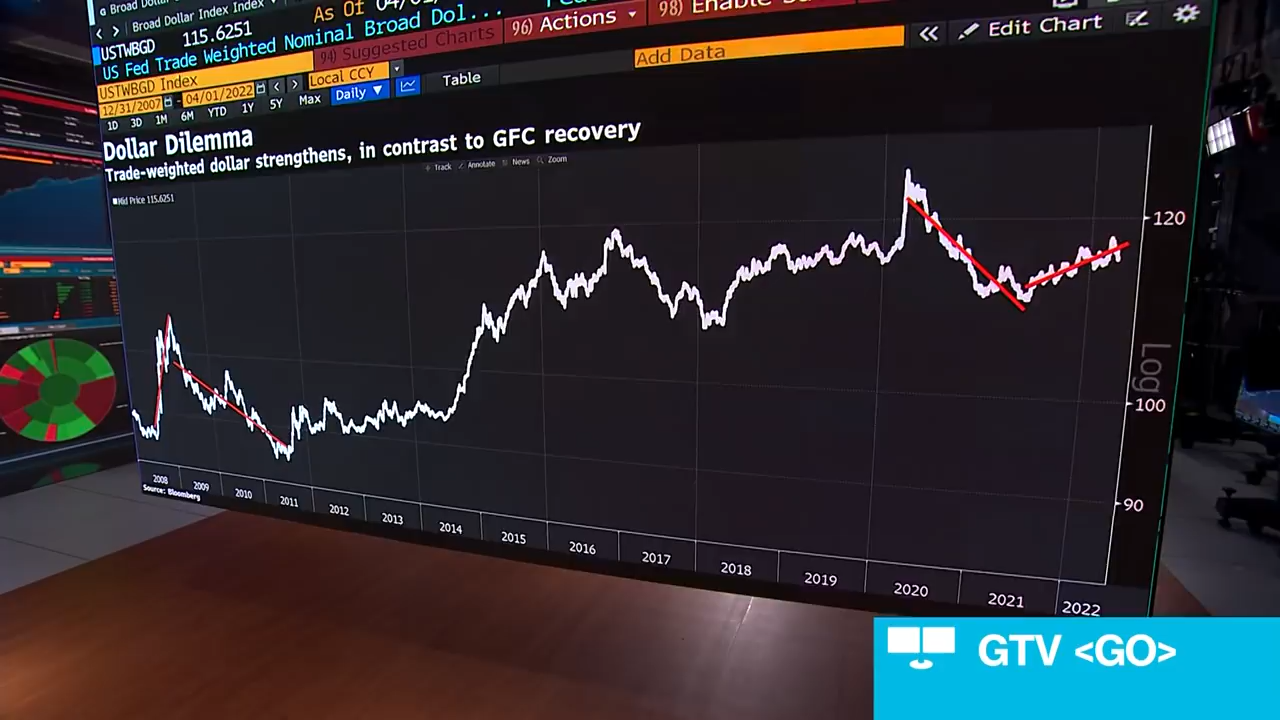 Broad Dollar Index Index
USTWBGD 115.6251 As Of
US Fed Trade Weighted Nominal Broad Dol...
94) Suggested Charts 96) Actions 98) Enable
USTWBGD Index Local CCY Add Data « Edit Chart
12/31/2007 - 04/01/2022 Daily Table
1D 3D 1M 6M YTD 1Y 5Y Max
Dollar Dilemma
Trade-weighted dollar strengthens, in contrast to GFC recovery
Track Annotate News Zoom
Mid Price 115.6251
120
Log
100
90
2008 2009 2010 2011 2012 2013 2014 2015 2016 2017 2018 2019 2020 2021 2022
Source: Bloomberg
GTV <GO>